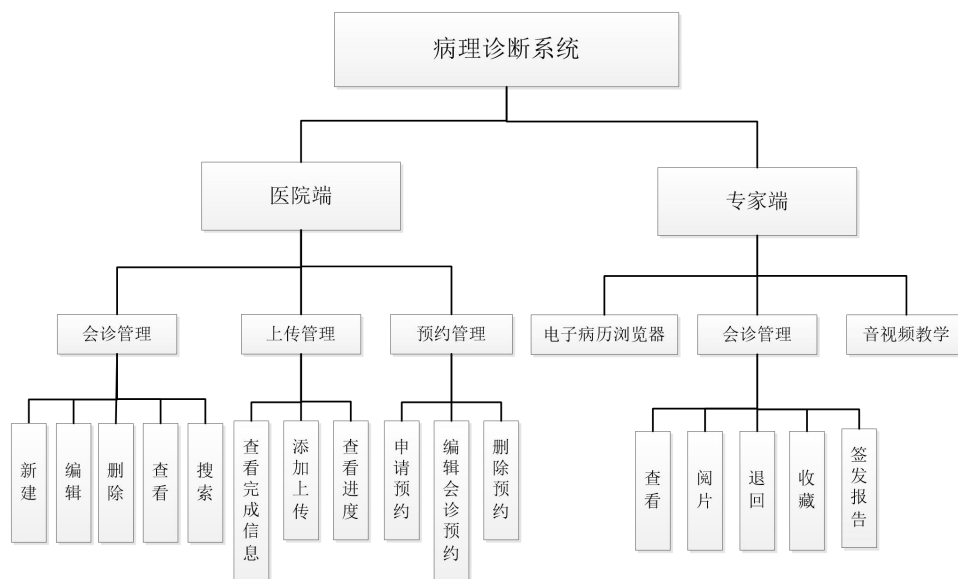 病理诊断系统
医院端
专家端
会诊管理
上传管理
预约管理
电子病历浏览器
会诊管理
音视频教学
新建
编辑
删除
查看
搜索
查看完成信息
添加上传
查看进度
申请预约
编辑会诊预约
删除预约
查看
阅片
退回
收藏
签发报告